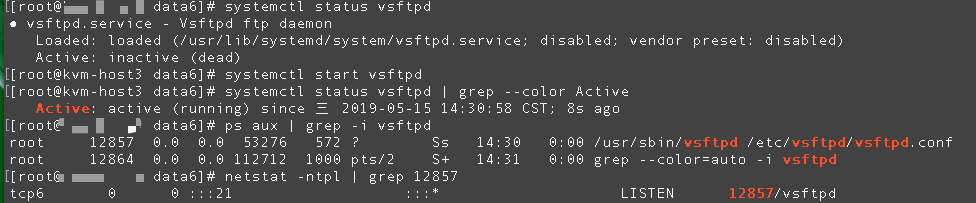 [[root@ data6]# systemctl status vsftpd
● vsftpd.service - Vsftpd ftp daemon
Loaded: loaded (/usr/lib/systemd/system/vsftpd.service; disabled; vendor preset: disabled)
Active: inactive (dead)
[[root@kvm-host3 data6]# systemctl start vsftpd
[[root@kvm-host3 data6]# systemctl status vsftpd | grep --color Active
Active: active (running) since 三 2019-05-15 14:30:58 CST; 8s ago
[[root@ data6]# ps aux | grep -i vsftpd
root 12857 0.0 0.0 53276 572 ? Ss 14:30 0:00 /usr/sbin/vsftpd /etc/vsftpd/vsftpd.conf
root 12864 0.0 0.0 112712 1000 pts/2 S+ 14:31 0:00 grep --color=auto -i vsftpd
[[root@ data6]# netstat -ntpl | grep 12857
tcp6 0 0 :::21 :::* LISTEN 12857/vsftpd